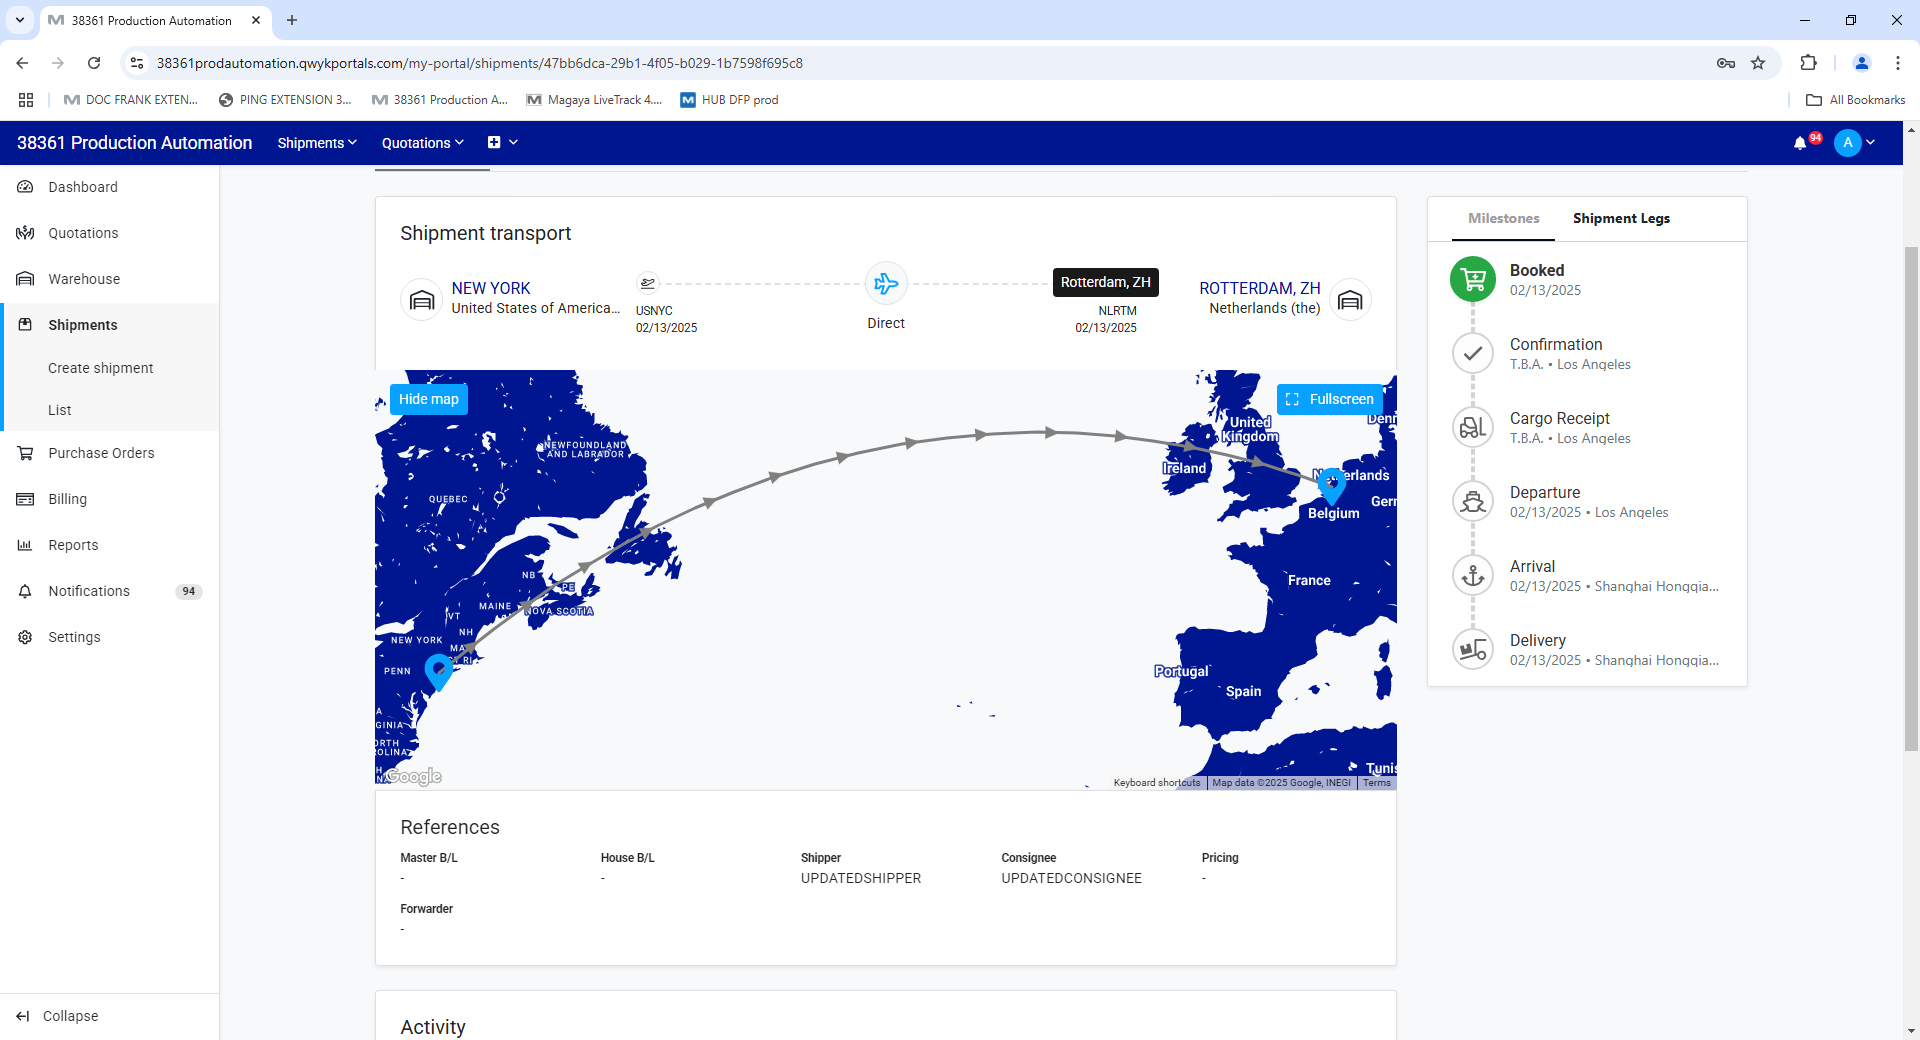 38361 Production Automation
38361prodautomation.qwykportals.com/my-portal/shipments/47bb6dca-29b1-4f05-b029-1b7598f695c8
DOC FRANK EXTEN...
PING EXTENSION 3...
38361 Production A...
Magaya LiveTrack 4....
HUB DFP prod
All Bookmarks
38361 Production Automation
Shipments
Quotations
94
A
Dashboard
Quotations
Warehouse
Shipments
Create shipment
List
Purchase Orders
Billing
Reports
Notifications
94
Settings
Collapse
Shipment transport
NEW YORK
United States of America...
USNYC
02/13/2025
Direct
Rotterdam, ZH
NLRTM
02/13/2025
ROTTERDAM, ZH
Netherlands (the)
Hide map
Fullscreen
NEWFOUNDLAND
AND LABRADOR
QUEBEC
NB
PE
MAINE
NOVA SCOTIA
VT
NH
NEW YORK
MA
RI
PENN
United
Kingdom
Ireland
Netherlands
Belgium
France
Portugal
Spain
Google
Keyboard shortcuts
Map data ©2025 Google, INEGI
Terms
References
Master B/L
-
House B/L
-
Shipper
UPDATEDSHIPPER
Consignee
UPDATEDCONSIGNEE
Pricing
-
Forwarder
-
Activity
Milestones
Shipment Legs
Booked
02/13/2025
Confirmation
T.B.A. • Los Angeles
Cargo Receipt
T.B.A. • Los Angeles
Departure
02/13/2025 • Los Angeles
Arrival
02/13/2025 • Shanghai Hongqia...
Delivery
02/13/2025 • Shanghai Hongqia...